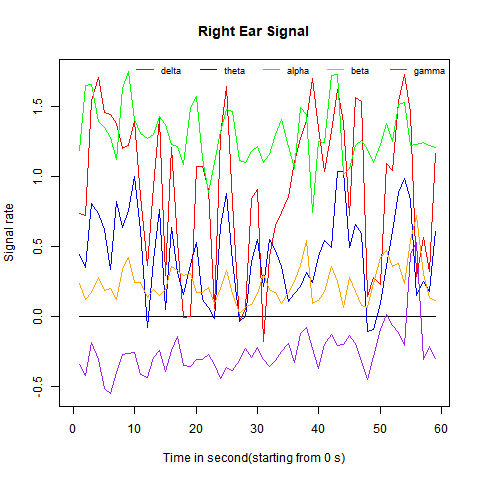 Right Ear Signal
delta theta alpha beta gamma
Signal rate
1.5
1.0
0.5
0.0
-0.5
0 10 20 30 40 50 60
Time in second(starting from 0 s)